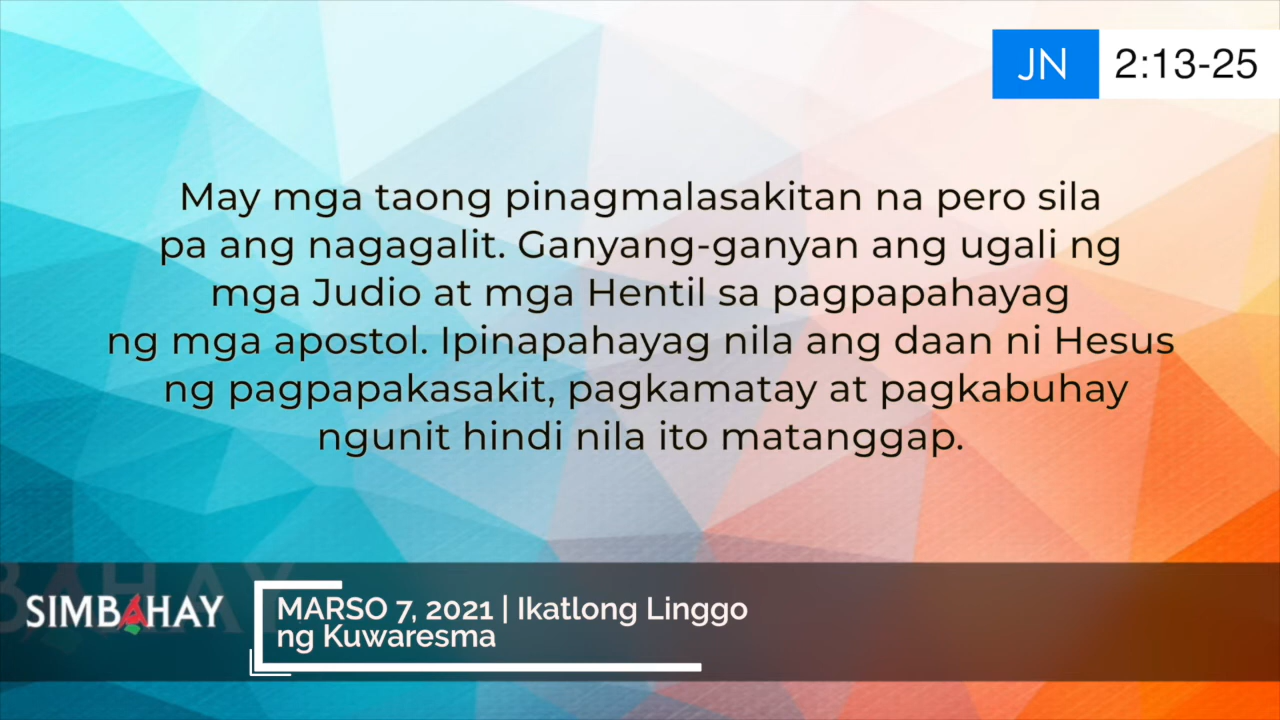 JN 2:13-25
May mga taong pinagmalasakitan na pero sila
pa ang nagagalit. Ganyang-ganyan ang ugali ng
mga Judio at mga Hentil sa pagpapahayag
ng mga apostol. Ipinapahayag nila ang daan ni Hesus
ng pagpapakasakit, pagkamatay at pagkabuhay
ngunit hindi nila ito matanggap.
SIMBAHAY
MARSO 7, 2021 | Ikatlong Linggo
ng Kuwaresma